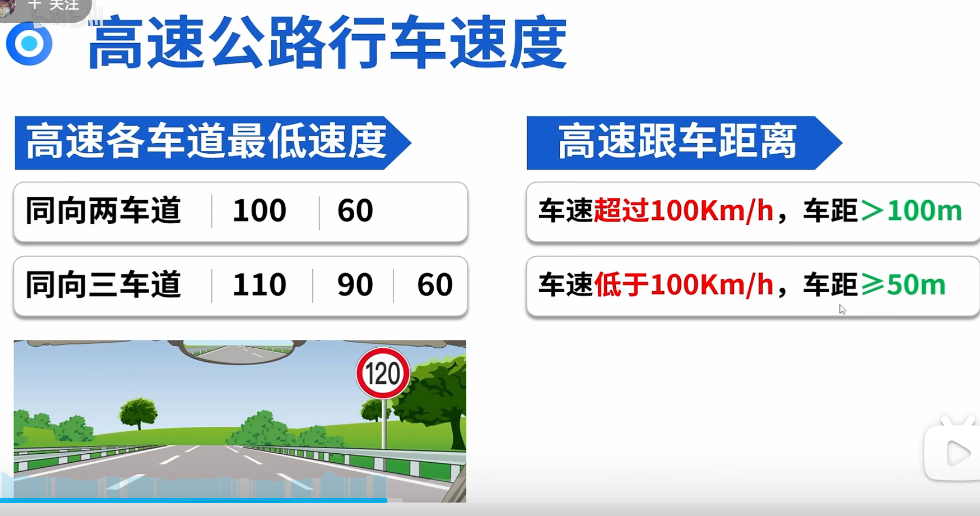 + 关注
高速公路行车速度
高速各车道最低速度
同向两车道 100 60
同向三车道 110 90 60
高速跟车距离
车速超过100Km/h，车距＞100m
车速低于100Km/h，车距≥50m
120